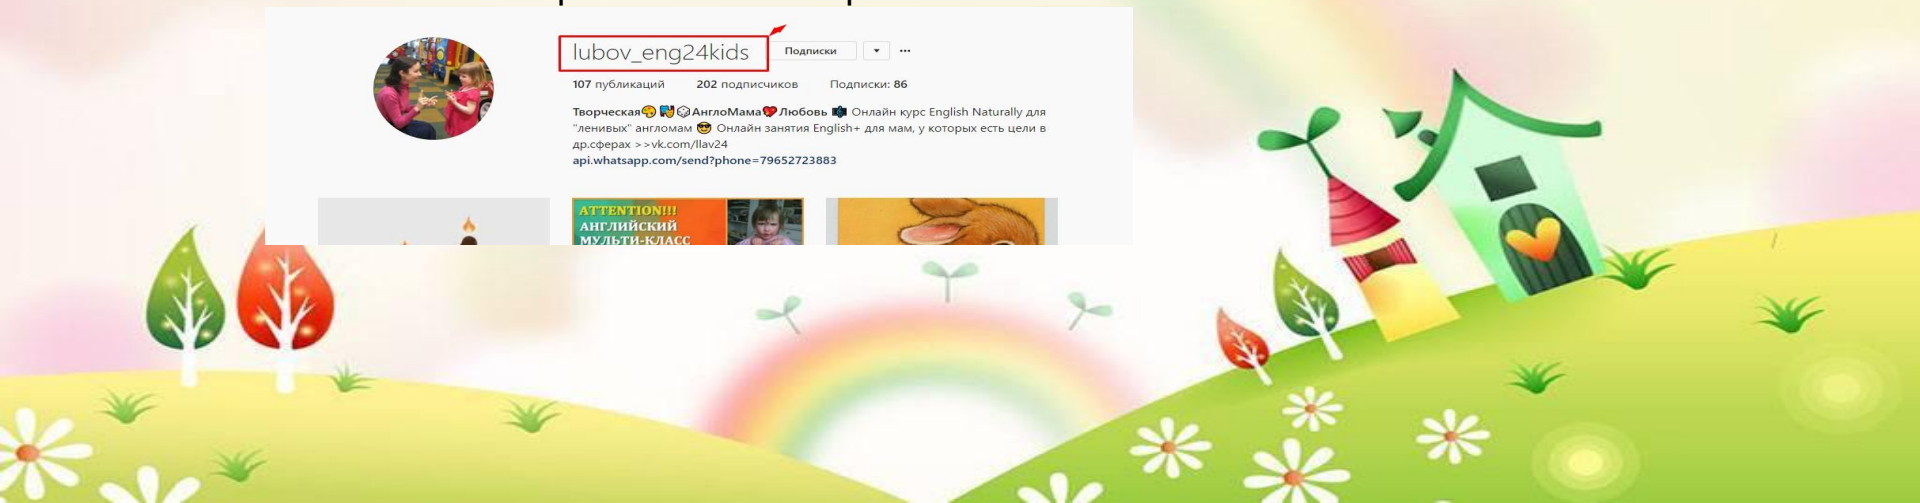 lubov_eng24kids Подписки
107 публикаций 202 подписчиков Подписки: 86
Творческая🎨🎭🎲АнглоМама❤️Любовь 📷 Онлайн курс English Naturally для
"ленивых" англомам 😎 Онлайн занятия English+ для мам, у которых есть цели в
др.сферах >>vk.com/llav24
api.whatsapp.com/send?phone=79652723883
ATTENTION!!!
АНГЛИЙСКИЙ
МУЛЬТИ-КЛАСС